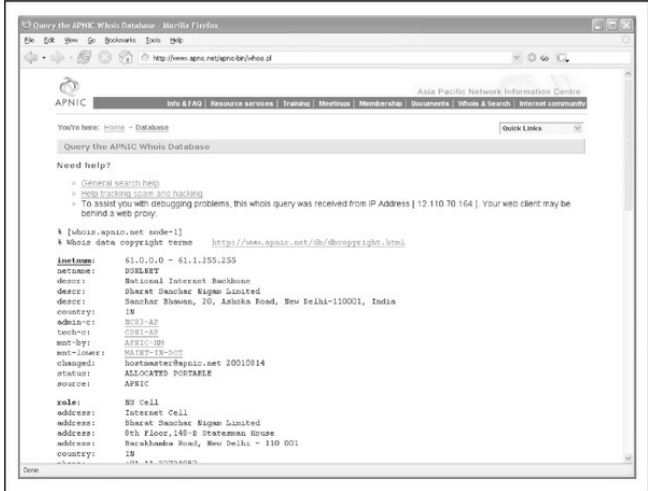 Query the APNIC Whois Database - Mozilla Firefox
File Edit View Go Bookmarks Tools Help
http://www.apnic.net/apnic-bin/whois.pl Go
APNIC
Asia Pacific Network Information Centre
Info & FAQ | Resource services | Training | Meetings | Membership | Documents | Whois & Search | Internet community
You're here: Home → Database
Quick Links
Query the APNIC Whois Database
Need help?
General search help
Help tracking spam and hacking
To assist you with debugging problems, this whois query was received from IP Address [ 12.110.70.164 ]. Your web client may be
behind a web proxy.
% [whois.apnic.net node-1]
% Whois data copyright terms http://www.apnic.net/db/dbcopyright.html
inetnum: 61.0.0.0 - 61.1.255.255
netname: BSNLNET
descr: National Internet Backbone
descr: Bharat Sanchar Nigam Limited
descr: Sanchar Bhawan, 20, Ashoka Road, New Delhi-110001, India
country: IN
admin-c: NC83-AP
tech-c: CDN1-AP
mnt-by: APNIC-HM
mnt-lower: MAINT-IN-DOT
changed: hostmaster@apnic.net 20010814
status: ALLOCATED PORTABLE
source: APNIC
role: NS Cell
address: Internet Cell
address: Bharat Sanchar Nigam Limited
address: 8th Floor,148-B Statesman House
address: Barakhamba Road, New Delhi - 110 001
country: IN
Done